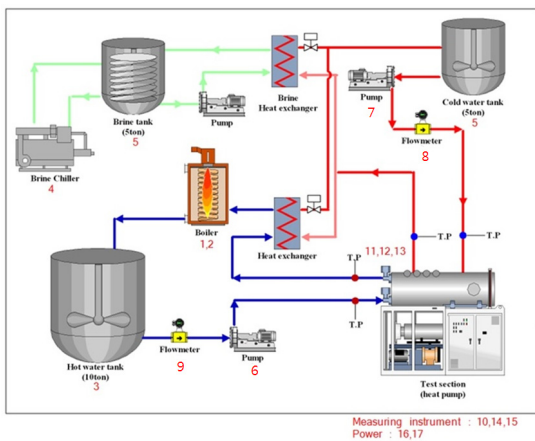 Brine tank
(5ton)
5
Pump
Brine
Heat exchanger
Pump
7
Cold water tank
(5ton)
5
Flowmeter
8
Brine Chiller
4
Boiler
1,2
Heat exchanger
T.P
T.P
T.P
11,12,13
T.P
Hot water tank
(10ton)
3
Flowmeter
9
Pump
6
Test section
(heat pump)
Measuring instrument : 10,14,15
Power : 16,17